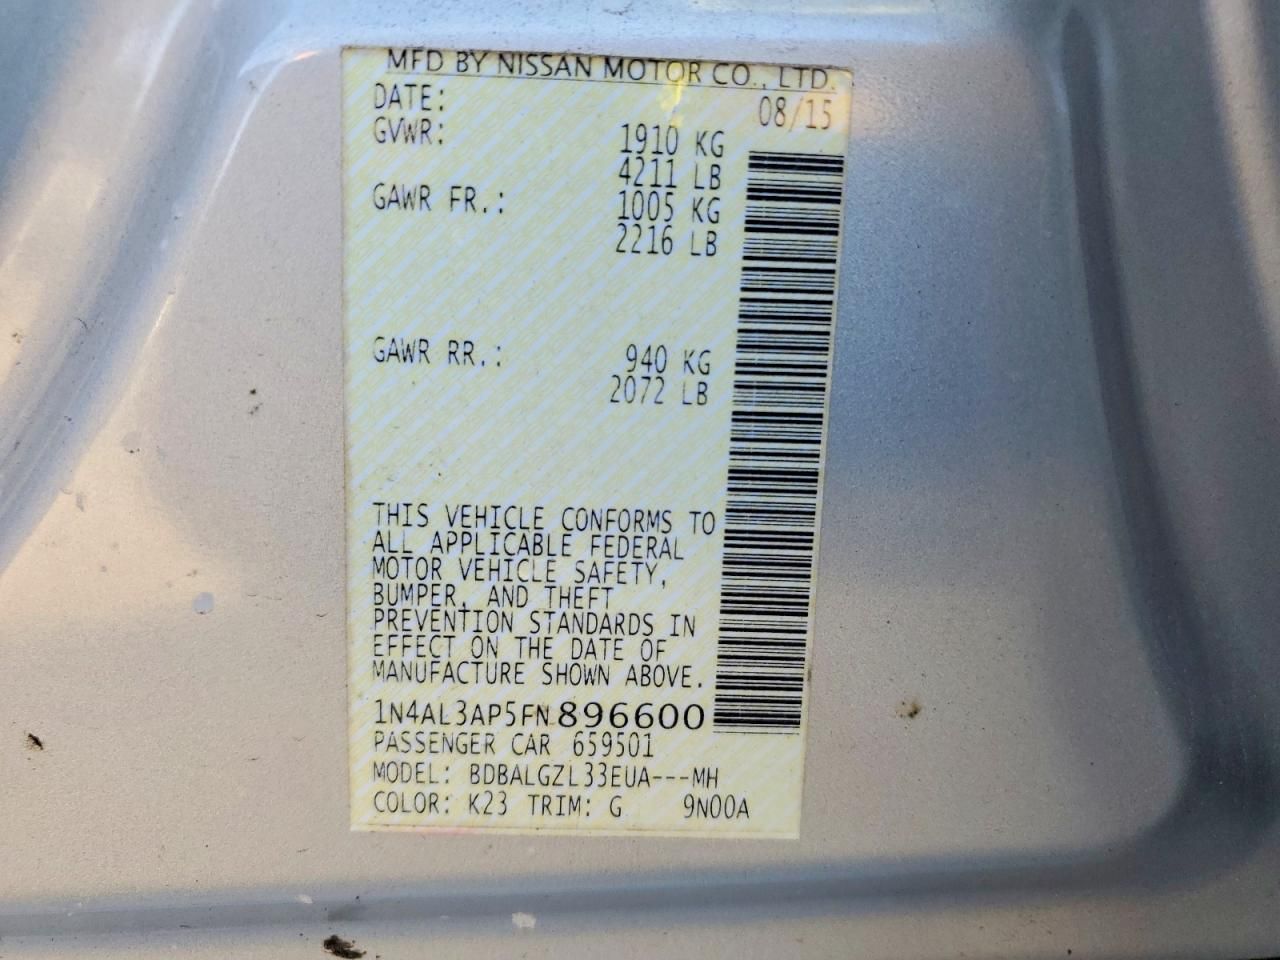 MFD BY NISSAN MOTOR CO., LTD.
DATE: 08/15
GVWR: 1910 KG
4211 LB
GAWR FR.: 1005 KG
2216 LB
GAWR RR.: 940 KG
2072 LB
THIS VEHICLE CONFORMS TO
ALL APPLICABLE FEDERAL
MOTOR VEHICLE SAFETY,
BUMPER, AND THEFT
PREVENTION STANDARDS IN
EFFECT ON THE DATE OF
MANUFACTURE SHOWN ABOVE.
1N4AL3AP5FN896600
PASSENGER CAR 659501
MODEL: BDBALGZL33EUA---MH
COLOR: K23 TRIM: G 9N00A